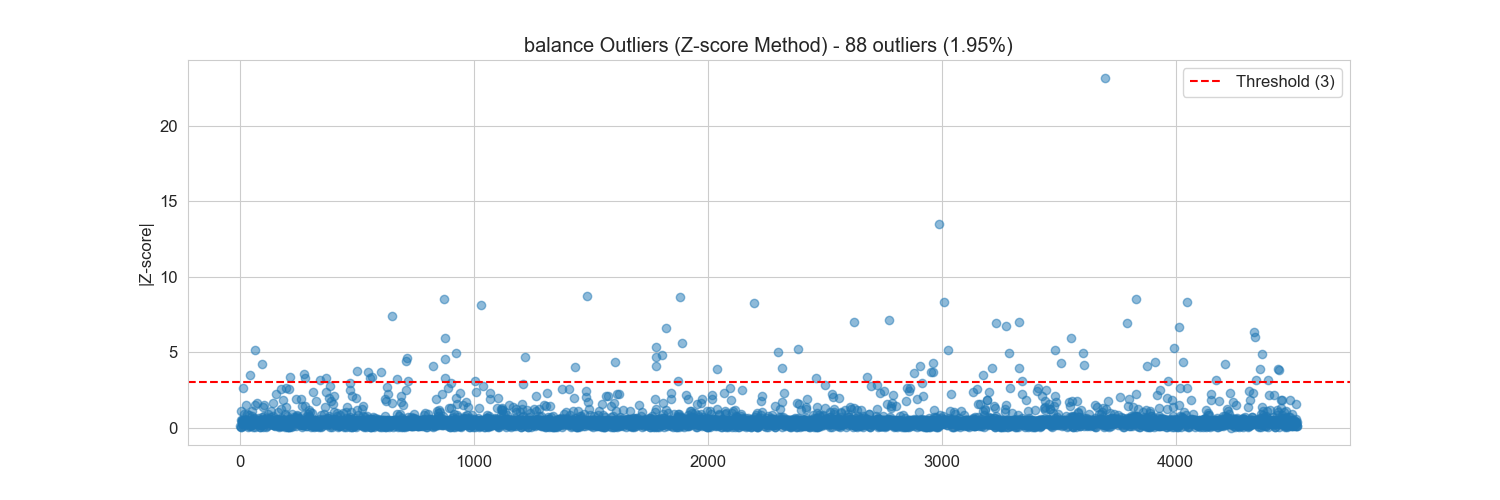 balance Outliers (Z-score Method) - 88 outliers (1.95%)
Threshold (3)
|Z-score|
20
15
10
5
0
0 1000 2000 3000 4000